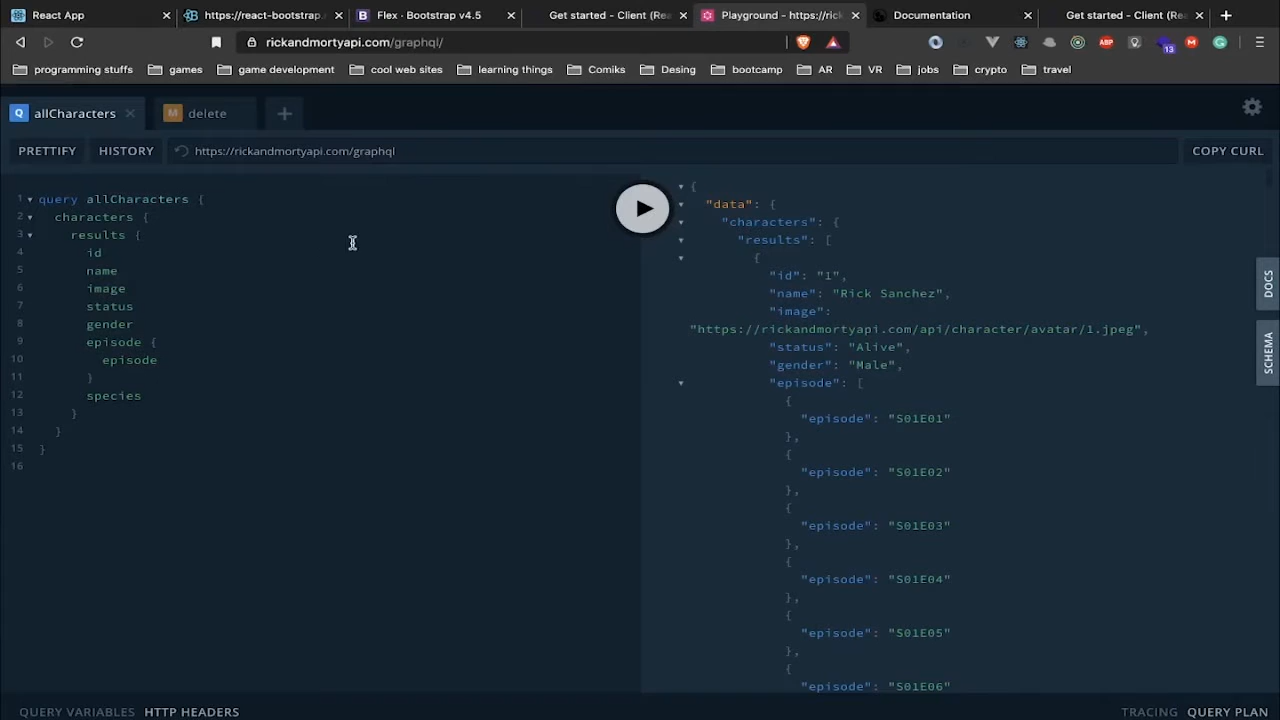 React App
https://react-bootstrap.
Flex · Bootstrap v4.5
Get started - Client (Rea
Playground - https://rick
Documentation
Get started - Client (Rea
rickandmortyapi.com/graphql/
13
ABP
programming stuffs
games
game development
cool web sites
learning things
Comiks
Desing
bootcamp
AR
VR
jobs
crypto
travel
Q allCharacters
M delete
PRETTIFY
HISTORY
https://rickandmortyapi.com/graphql
COPY CURL
1 query allCharacters {
2 characters {
3 results {
4 id
5 name
6 image
7 status
8 gender
9 episode {
10 episode
11 }
12 species
13 }
14 }
15 }
16
{
"data": {
"characters": {
"results": [
{
"id": "1",
"name": "Rick Sanchez",
"image":
"https://rickandmortyapi.com/api/character/avatar/1.jpeg",
"status": "Alive",
"gender": "Male",
"episode": [
{
"episode": "S01E01"
},
{
"episode": "S01E02"
},
{
"episode": "S01E03"
},
{
"episode": "S01E04"
},
{
"episode": "S01E05"
},
{
"episode": "S01E06"
DOCS
SCHEMA
QUERY VARIABLES
HTTP HEADERS
TRACING
QUERY PLAN